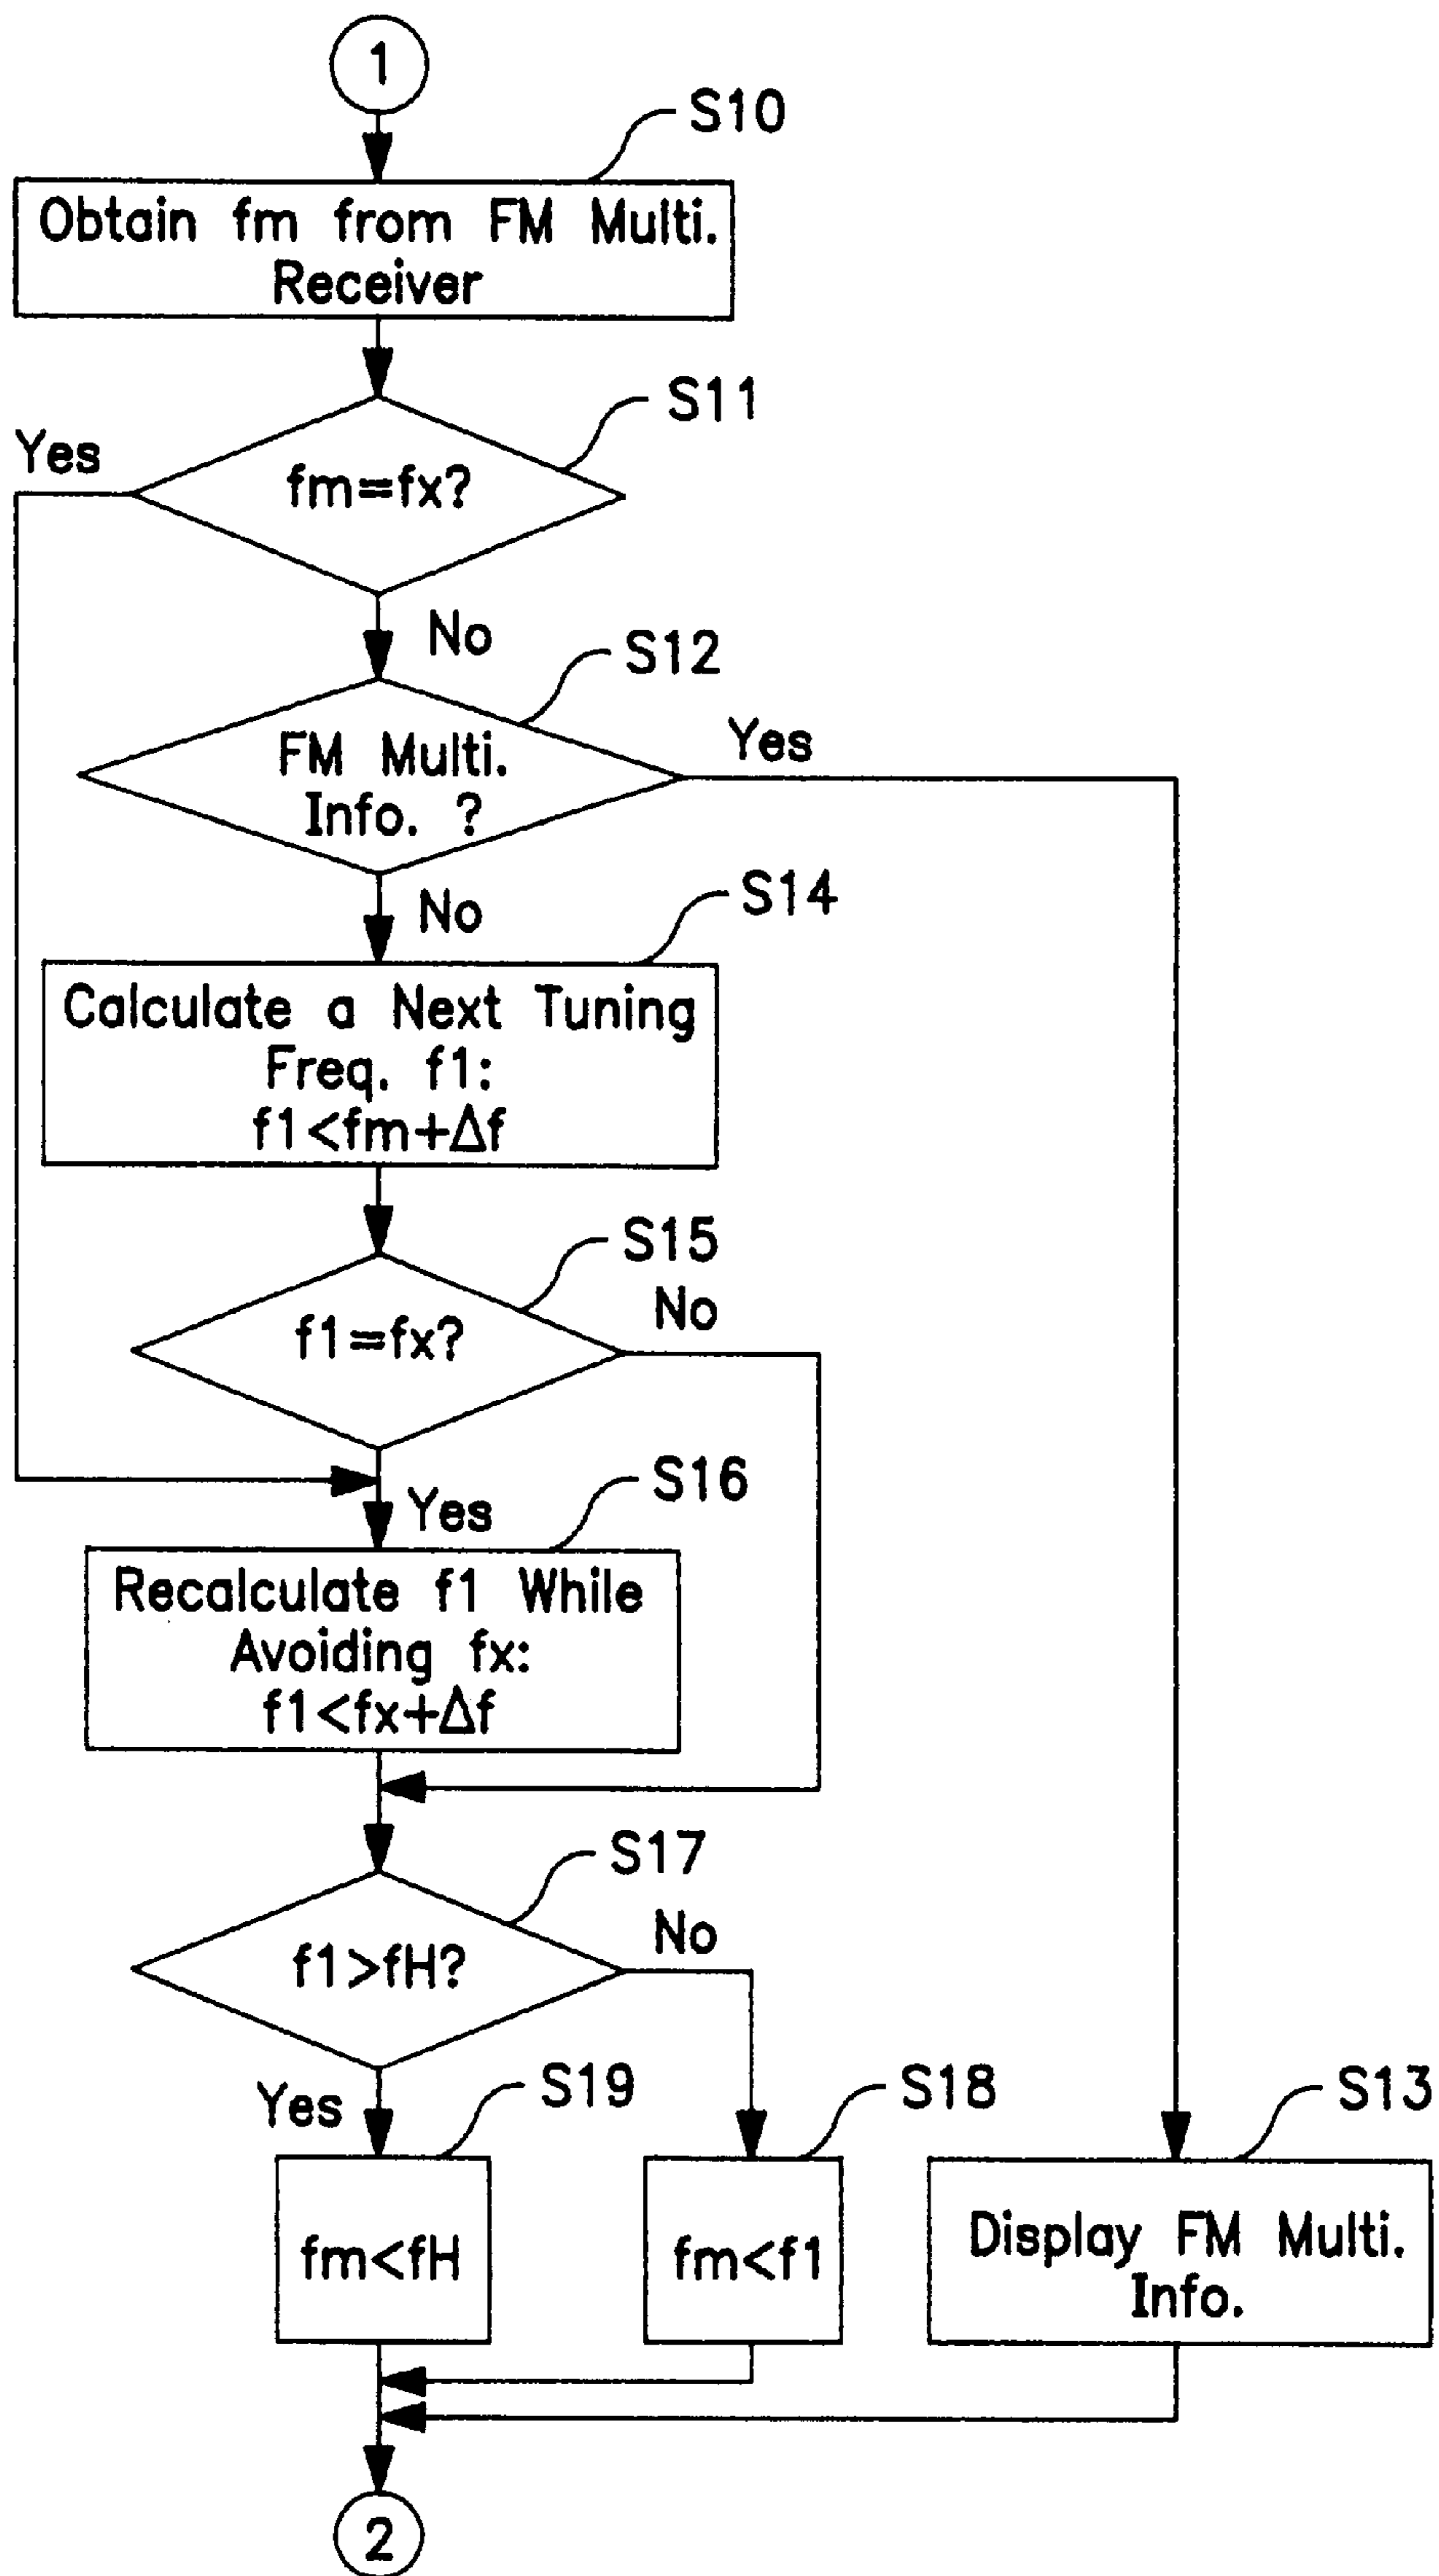 1
S10
Obtain fm from FM Multi.
Receiver
S11
Yes
fm=fx?
No
S12
FM Multi.
Info. ?
Yes
No
S14
Calculate a Next Tuning
Freq. f1:
f1<fm+Δf
S15
No
f1=fx?
S16
Yes
Recalculate f1 While
Avoiding fx:
f1<fx+Δf
S17
No
f1>fH?
Yes
S19
S18
S13
fm<fH
fm<f1
Display FM Multi.
Info.
2